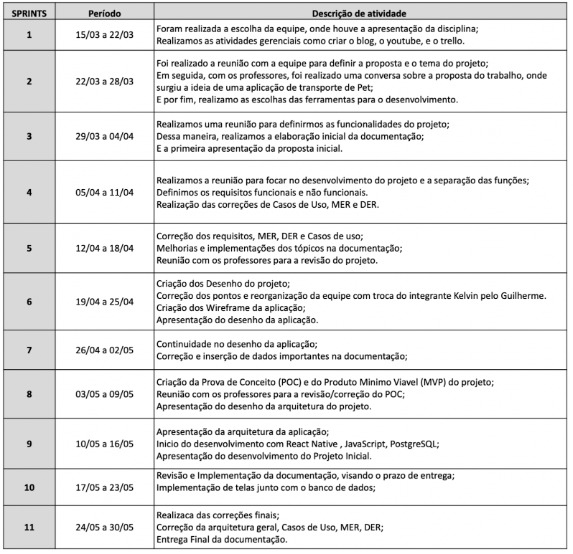 SPRINTS Período Descrição de atividade
1 15/03 a 22/03 Foram realizada a escolha da equipe, onde houve a apresentação da disciplina;
Realizamos as atividades gerenciais como criar o blog, o youtube, e o trello.
2 22/03 a 28/03 Foi realizado a reunião com a equipe para definir a proposta e o tema do projeto;
Em seguida, com os professores, foi realizado uma conversa sobre a proposta do trabalho, onde
surgiu a ideia de uma aplicação de transporte de Pet;
E por fim, realizamo as escolhas das ferramentas para o desenvolvimento.
3 29/03 a 04/04 Realizamos uma reunião para definirmos as funcionalidades do projeto;
Dessa maneira, realizamos a elaboração inicial da documentação;
E a primeira apresentação da proposta inicial.
4 05/04 a 11/04 Realizamos a reunião para focar no desenvolvimento do projeto e a separação das funções;
Definimos os requisitos funcionais e não funcionais.
Realização das correções de Casos de Uso, MER e DER.
5 12/04 a 18/04 Correção dos requisitos, MER, DER e Casos de uso;
Melhorias e implementações dos tópicos na documentação;
Reunião com os professores para a revisão do projeto.
6 19/04 a 25/04 Criação dos Desenho do projeto;
Correção dos pontos e reorganização da equipe com troca do integrante Kelvin pelo Guilherme.
Criação dos Wireframe da aplicação;
Apresentação do desenho da aplicação.
7 26/04 a 02/05 Continuidade no desenho da aplicação;
Correção e inserção de dados importantes na documentação;
8 03/05 a 09/05 Criação da Prova de Conceito (POC) e do Produto Minimo Viavel (MVP) do projeto;
Reunião com os professores para a revisão/correção do POC;
Apresentação do desenho da arquitetura do projeto.
9 10/05 a 16/05 Apresentação da arquitetura da aplicação;
Inicio do desenvolvimento com React Native , JavaScript, PostgreSQL;
Apresentação do desenvolvimento do Projeto Inicial.
10 17/05 a 23/05 Revisão e Implementação da documentação, visando o prazo de entrega;
Implementação de telas junto com o banco de dados;
11 24/05 a 30/05 Realizaca das correções finais;
Correção da arquitetura geral, Casos de Uso, MER, DER;
Entrega Final da documentação.